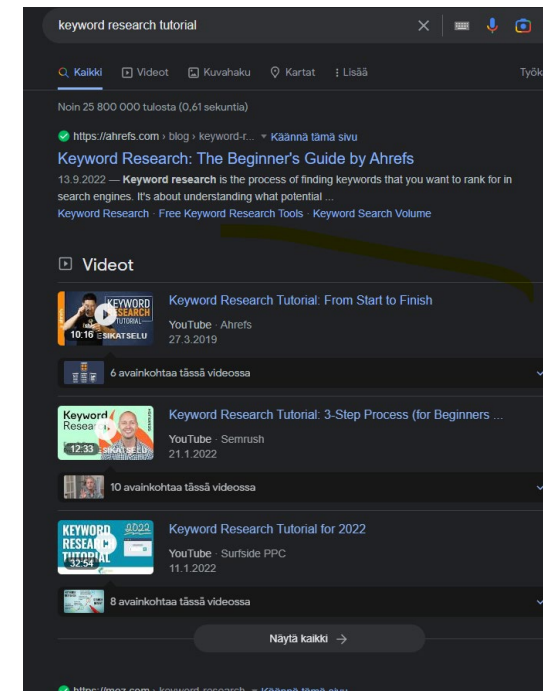 keyword research tutorial
Kaikki Videot Kuvahaku Kartat Lisää Työk
Noin 25 800 000 tulosta (0,61 sekuntia)
https://ahrefs.com › blog › keyword-r... Käännä tämä sivu
Keyword Research: The Beginner's Guide by Ahrefs
13.9.2022 — Keyword research is the process of finding keywords that you want to rank for in
search engines. It's about understanding what potential ...
Keyword Research · Free Keyword Research Tools · Keyword Search Volume
Videot
KEYWORD
RESEARCH
TUTORIAL
10:16 ESIKATSELU
Keyword Research Tutorial: From Start to Finish
YouTube · Ahrefs
27.3.2019
6 avainkohtaa tässä videossa
Keyword
Resear
12:33 ESIKATSELU
Keyword Research Tutorial: 3-Step Process (for Beginners ...
YouTube · Semrush
21.1.2022
10 avainkohtaa tässä videossa
KEYWORD 2022
RESEA
TUTORIAL
32:54
Keyword Research Tutorial for 2022
YouTube · Surfside PPC
11.1.2022
8 avainkohtaa tässä videossa
Näytä kaikki →
https://moz.com › keyword-research Käännä tämä sivu